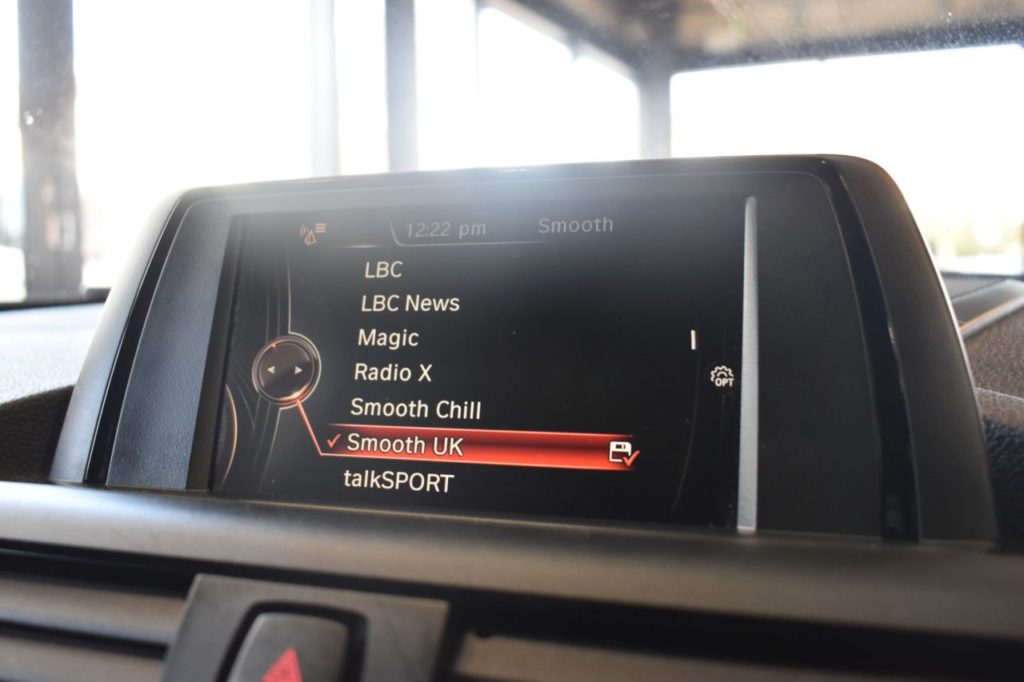 12:22 pm Smooth
LBC
LBC News
Magic
Radio X
OPT
Smooth Chill
Smooth UK
talkSPORT